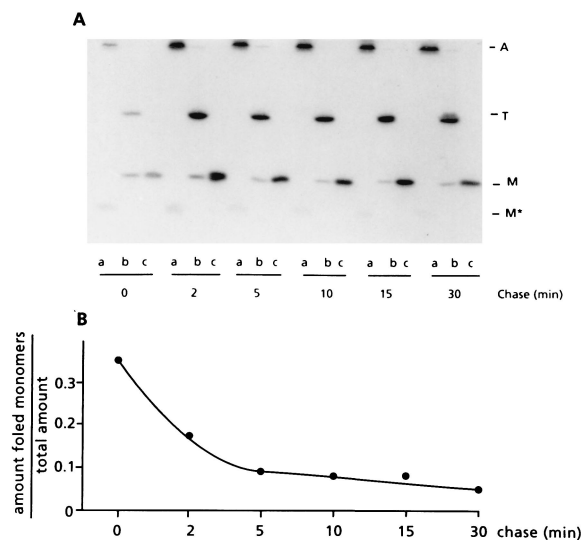 A
– A
– T
– M
– M*
a b c a b c a b c a b c a b c a b c
0 2 5 10 15 30 Chase (min)
B
amount foled monomers
total amount
0.3
0.2
0.1
0
0 2 5 10 15 30 chase (min)